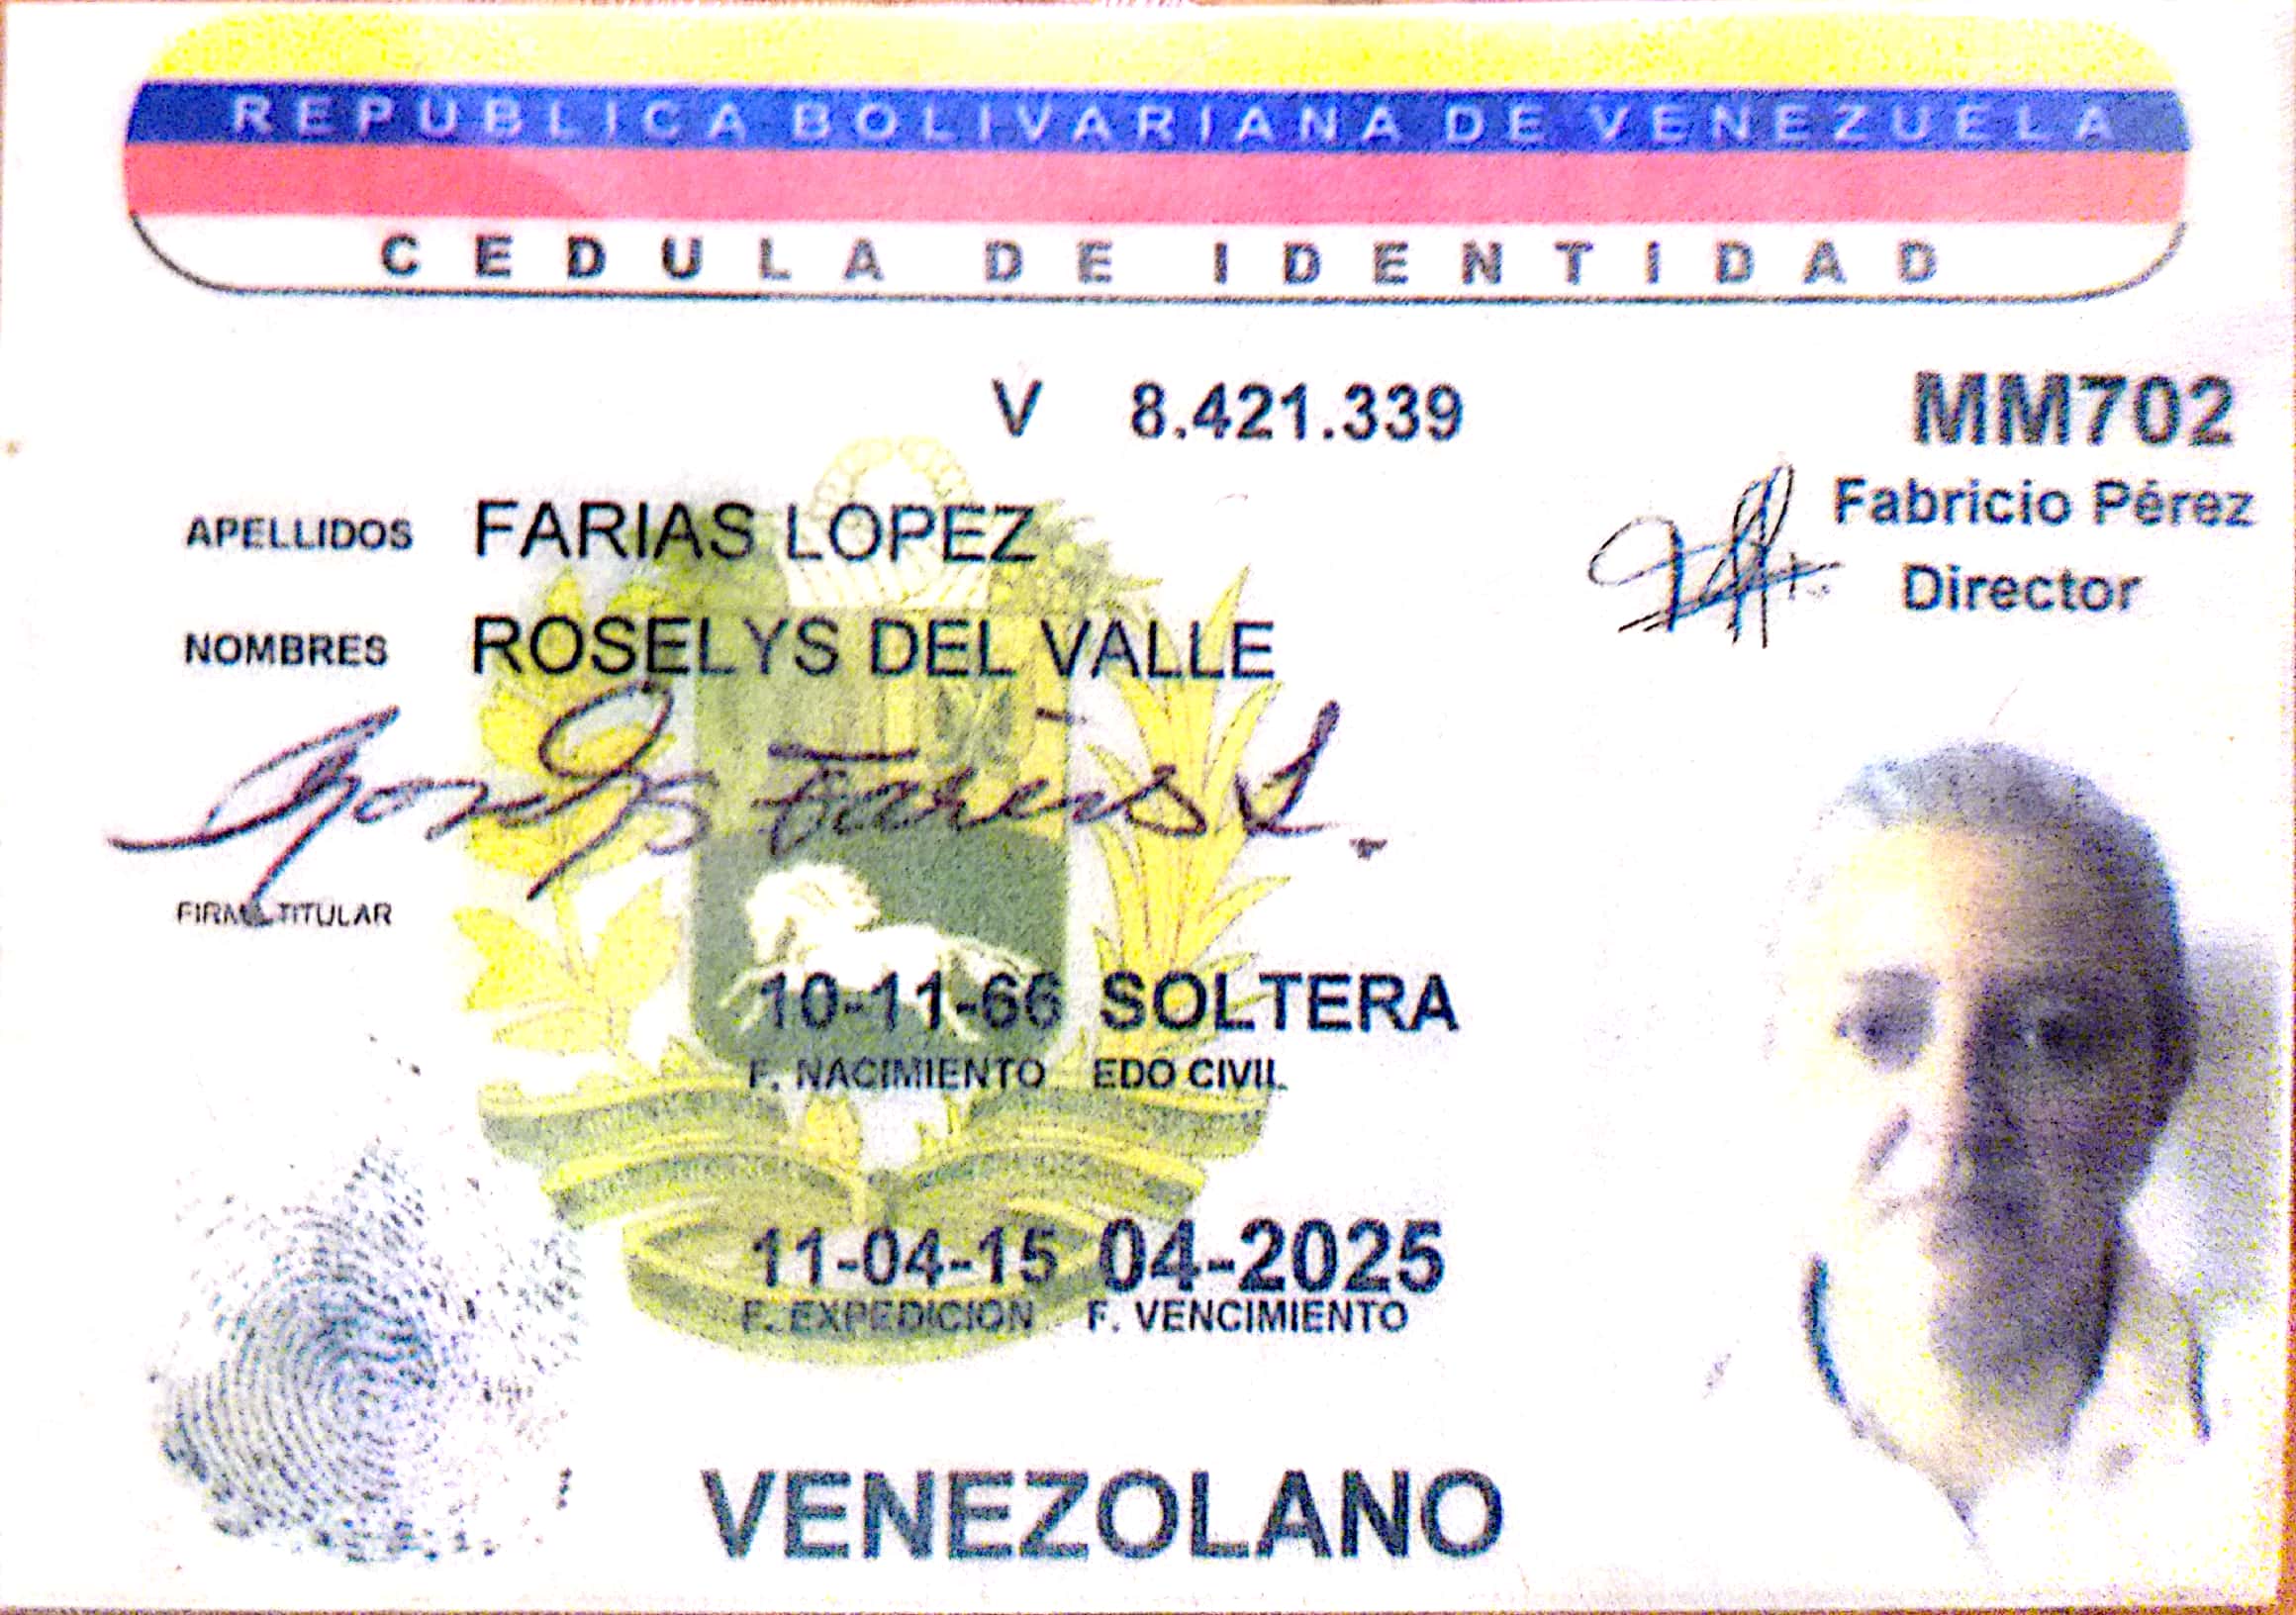 REPUBLICA BOLIVARIANA DE VENEZUELA
CEDULA DE IDENTIDAD
V 8.421.339
MM702
APELLIDOS FARIAS LOPEZ
Fabricio Pérez
Director
NOMBRES ROSELYS DEL VALLE
Roselys Farias L.
FIRMA TITULAR
10-11-66 SOLTERA
F. NACIMIENTO EDO CIVIL
11-04-15 04-2025
F. EXPEDICION F. VENCIMIENTO
VENEZOLANO